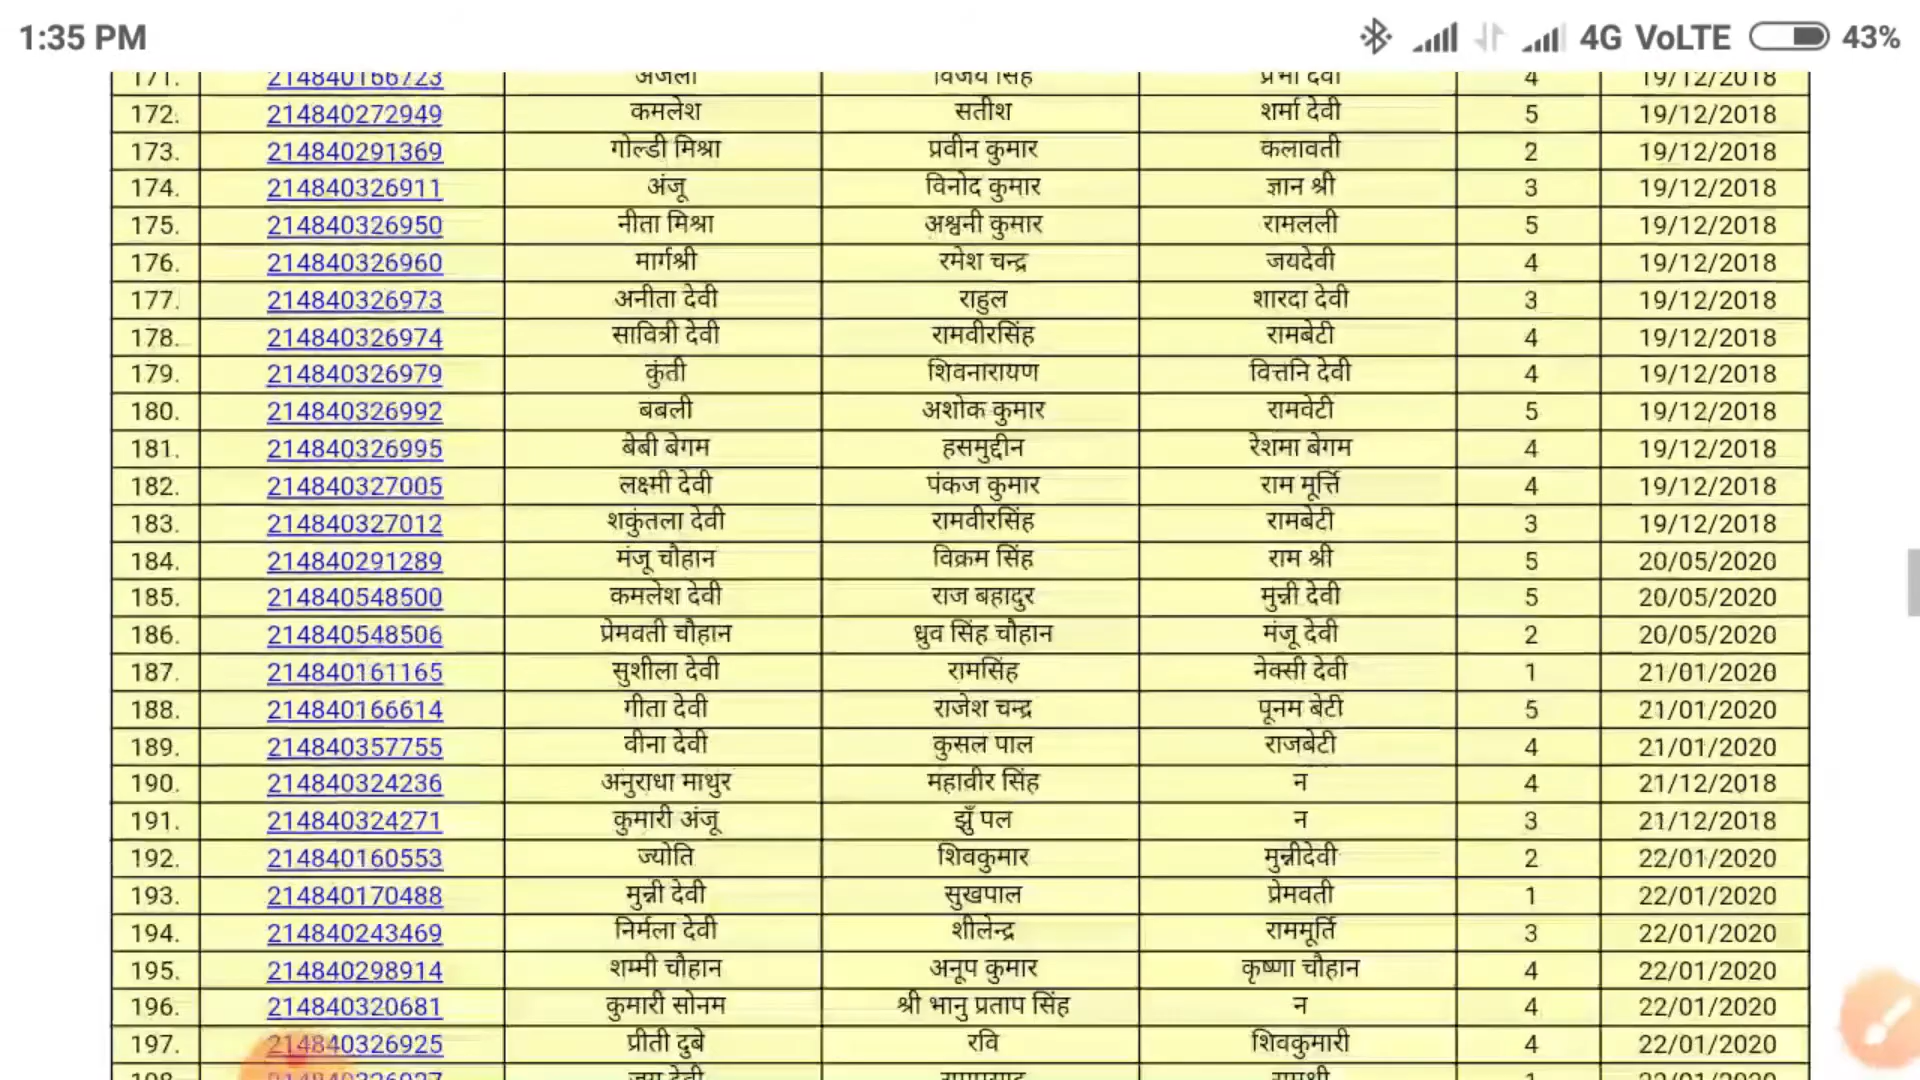 1:35 PM 4G VoLTE 43%
171. 214840166723 अंजली विजय सिंह प्रभा देवी 4 19/12/2018
172. 214840272949 कमलेश सतीश शर्मा देवी 5 19/12/2018
173. 214840291369 गोल्डी मिश्रा प्रवीन कुमार कलावती 2 19/12/2018
174. 214840326911 अंजू विनोद कुमार ज्ञान श्री 3 19/12/2018
175. 214840326950 नीता मिश्रा अश्वनी कुमार रामलली 5 19/12/2018
176. 214840326960 मार्गश्री रमेश चन्द्र जयदेवी 4 19/12/2018
177. 214840326973 अनीता देवी राहुल शारदा देवी 3 19/12/2018
178. 214840326974 सावित्री देवी रामवीरसिंह रामबेटी 4 19/12/2018
179. 214840326979 कुंती शिवनारायण वित्तनि देवी 4 19/12/2018
180. 214840326992 बबली अशोक कुमार रामवेटी 5 19/12/2018
181. 214840326995 बेबी बेगम हसमुद्दीन रेशमा बेगम 4 19/12/2018
182. 214840327005 लक्ष्मी देवी पंकज कुमार राम मूर्त्ति 4 19/12/2018
183. 214840327012 शकुंतला देवी रामवीरसिंह रामबेटी 3 19/12/2018
184. 214840291289 मंजू चौहान विक्रम सिंह राम श्री 5 20/05/2020
185. 214840548500 कमलेश देवी राज बहादुर मुन्नी देवी 5 20/05/2020
186. 214840548506 प्रेमवती चौहान ध्रुव सिंह चौहान मंजू देवी 2 20/05/2020
187. 214840161165 सुशीला देवी रामसिंह नेक्सी देवी 1 21/01/2020
188. 214840166614 गीता देवी राजेश चन्द्र पूनम बेटी 5 21/01/2020
189. 214840357755 वीना देवी कुसल पाल राजबेटी 4 21/01/2020
190. 214840324236 अनुराधा माथुर महावीर सिंह न 4 21/12/2018
191. 214840324271 कुमारी अंजू झुँ पल न 3 21/12/2018
192. 214840160553 ज्योति शिवकुमार मुन्नीदेवी 2 22/01/2020
193. 214840170488 मुन्नी देवी सुखपाल प्रेमवती 1 22/01/2020
194. 214840243469 निर्मला देवी शीलेन्द्र राममूर्ति 3 22/01/2020
195. 214840298914 शम्मी चौहान अनूप कुमार कृष्णा चौहान 4 22/01/2020
196. 214840320681 कुमारी सोनम श्री भानु प्रताप सिंह न 4 22/01/2020
197. 214840326925 प्रीती दुबे रवि शिवकुमारी 4 22/01/2020